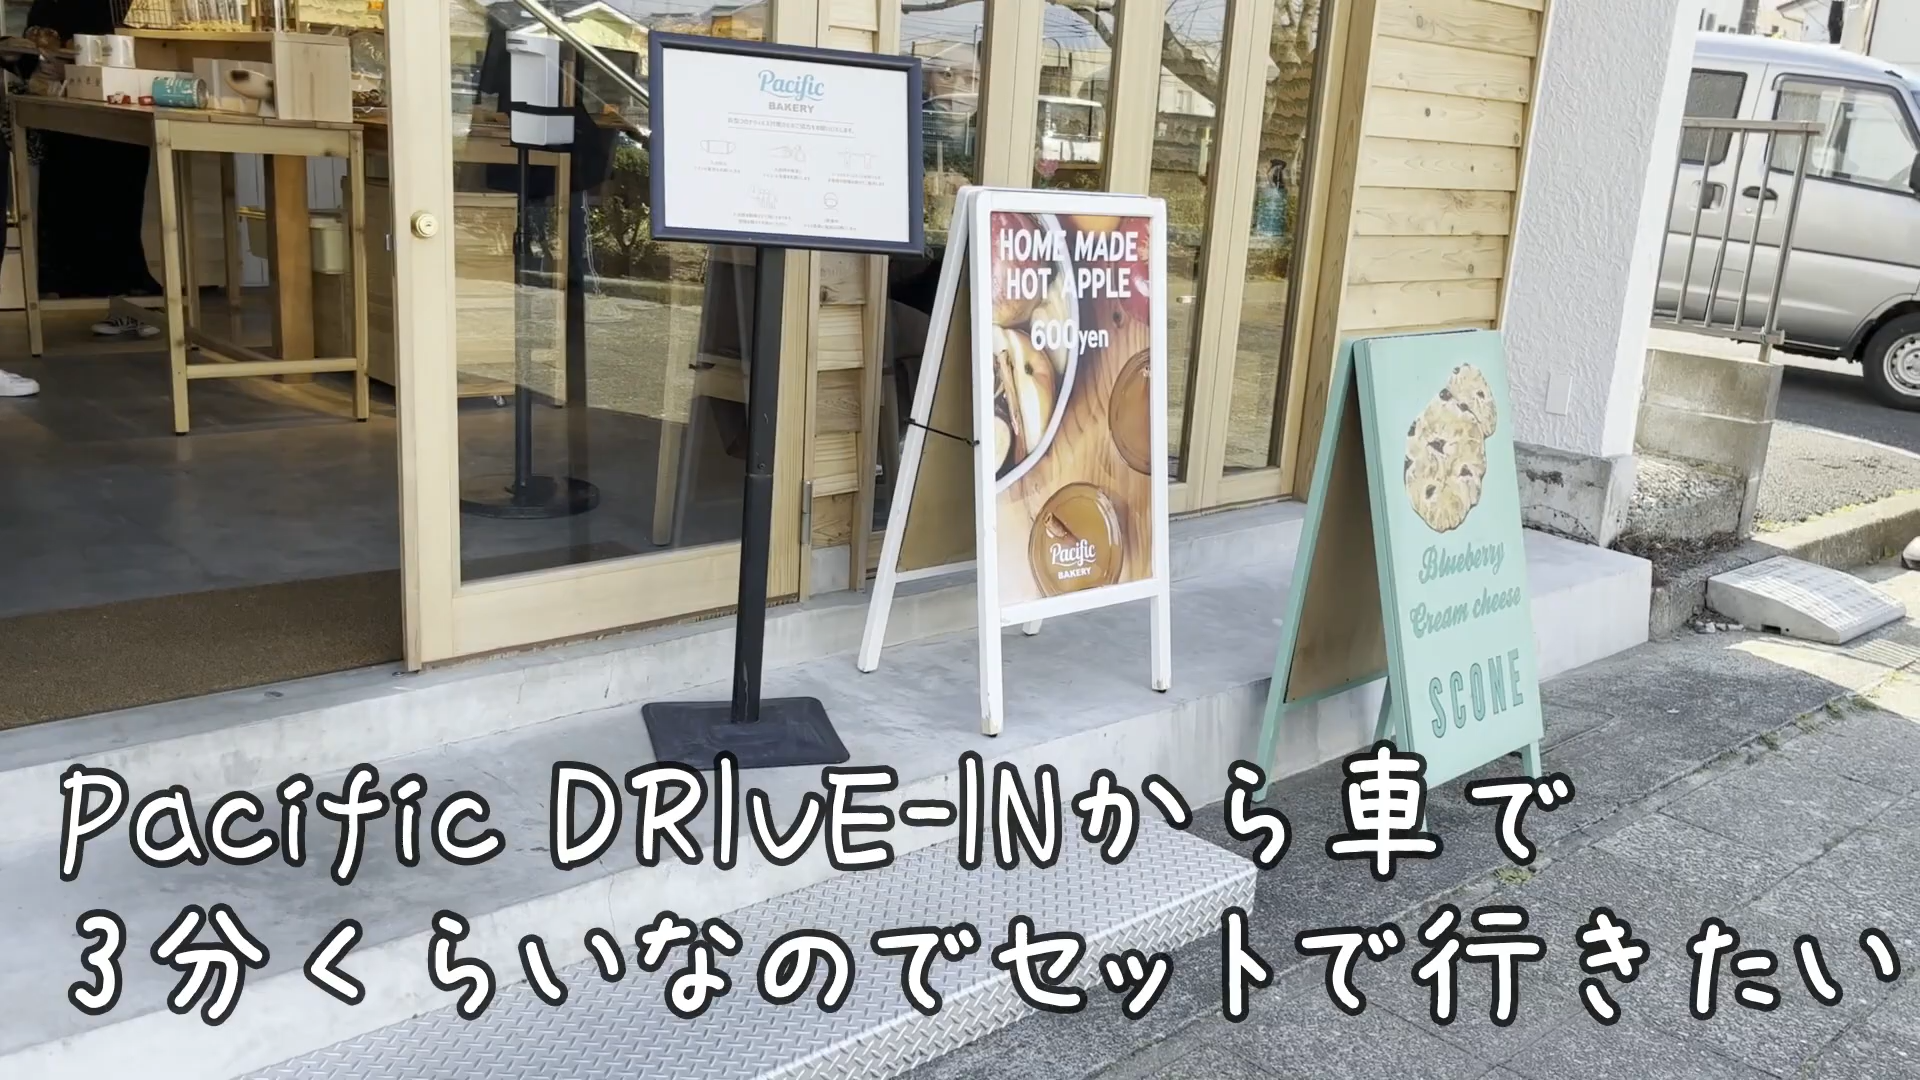 Pacific
BAKERY
HOME MADE
HOT APPLE
600yen
Pacific
BAKERY
Blueberry
Cream cheese
SCONE
Pacific DRIVE-INから車で
3分くらいなのでセットで行きたい